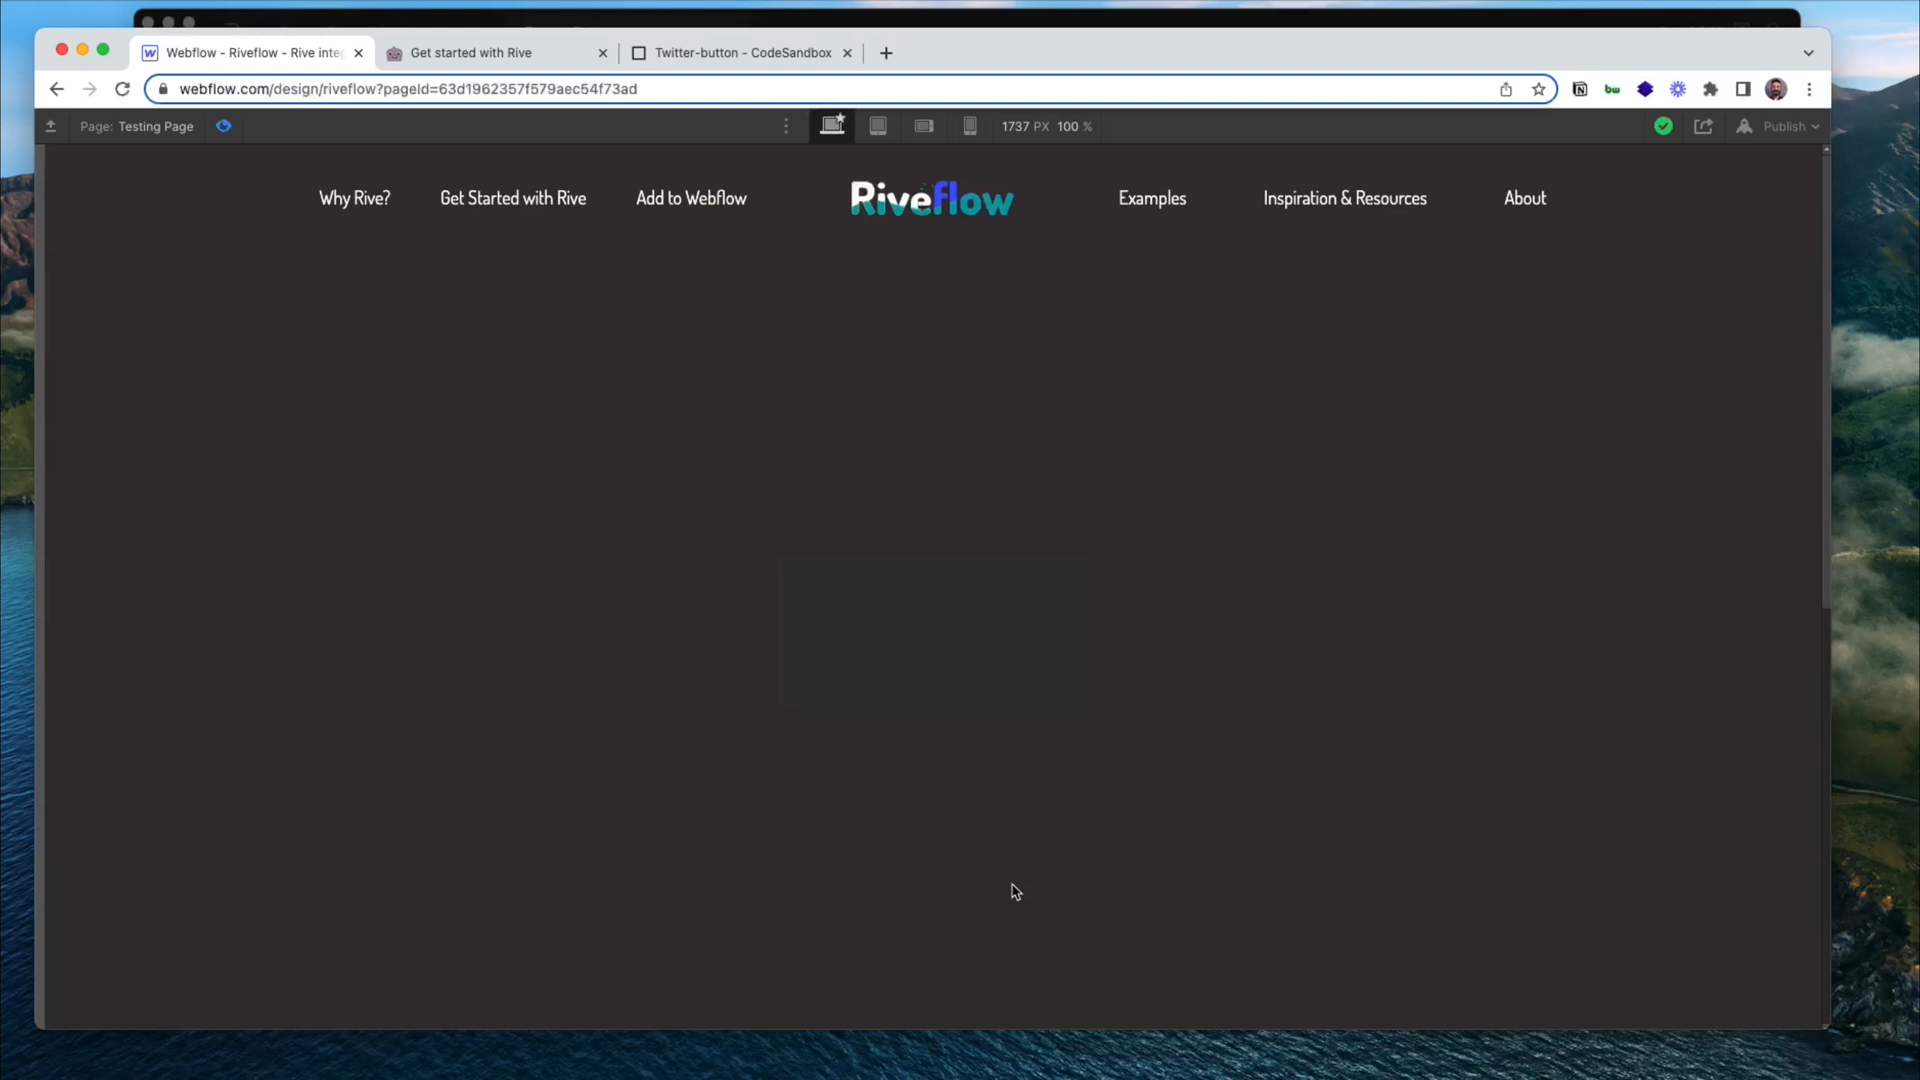 Webflow - Riveflow - Rive inte
Get started with Rive
Twitter-button - CodeSandbox
webflow.com/design/riveflow?pageId=63d1962357f579aec54f73ad
Page: Testing Page
1737 PX 100 %
Publish
Why Rive?
Get Started with Rive
Add to Webflow
Riveflow
Examples
Inspiration & Resources
About